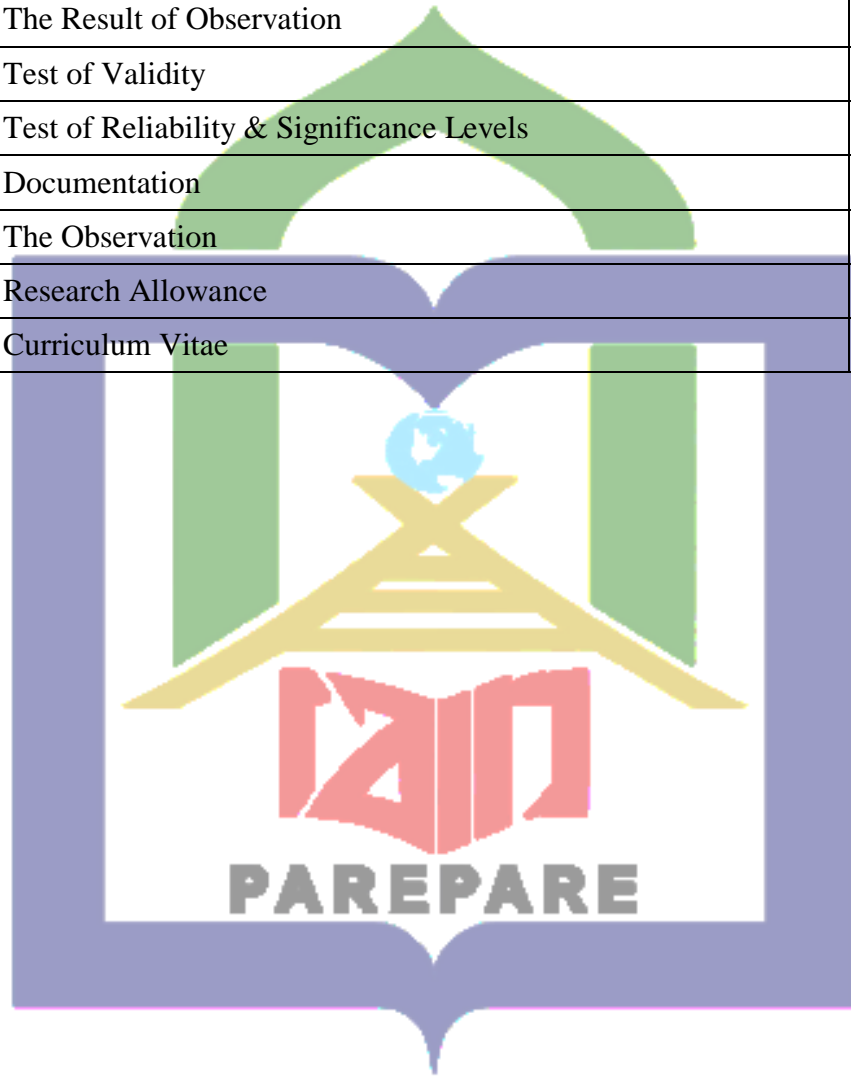 The Result of Observation
Test of Validity
Test of Reliability & Significance Levels
Documentation
The Observation
Research Allowance
Curriculum Vitae
iain
PAREPARE